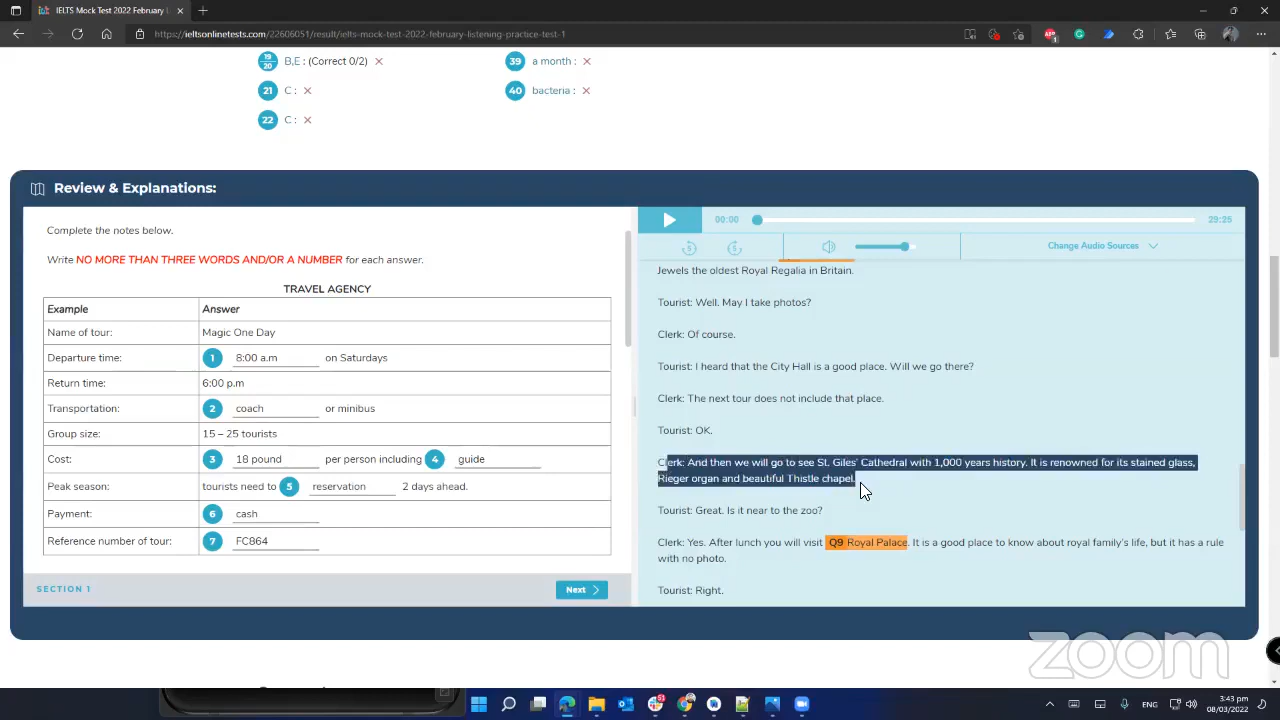 IELTS Mock Test 2022 February L
https://ieltsonlinetests.com/22606051/result/ielts-mock-test-2022-february-listening-practice-test-1
19
20
B,E : (Correct 0/2) ×
39 a month : ×
21 C : ×
40 bacteria : ×
22 C : ×
Review & Explanations:
Complete the notes below.
Write NO MORE THAN THREE WORDS AND/OR A NUMBER for each answer.
TRAVEL AGENCY
Example Answer
Name of tour: Magic One Day
Departure time: 1 8:00 a.m on Saturdays
Return time: 6:00 p.m
Transportation: 2 coach or minibus
Group size: 15 – 25 tourists
Cost: 3 18 pound per person including 4 guide
Peak season: tourists need to 5 reservation 2 days ahead.
Payment: 6 cash
Reference number of tour: 7 FC864
SECTION 1
Next
00:00 29:25
5 5 Change Audio Sources
Jewels the oldest Royal Regalia in Britain.
Tourist: Well. May I take photos?
Clerk: Of course.
Tourist: I heard that the City Hall is a good place. Will we go there?
Clerk: The next tour does not include that place.
Tourist: OK.
Clerk: And then we will go to see St. Giles' Cathedral with 1,000 years history. It is renowned for its stained glass,
Rieger organ and beautiful Thistle chapel.
Tourist: Great. Is it near to the zoo?
Clerk: Yes. After lunch you will visit Q9 Royal Palace. It is a good place to know about royal family's life, but it has a rule
with no photo.
Tourist: Right.
zoom
51
ENG
3:43 pm
08/03/2022